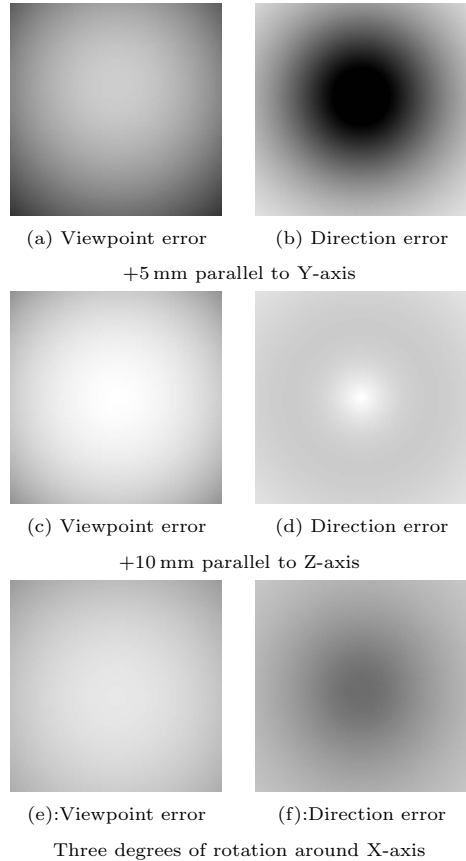 (a) Viewpoint error (b) Direction error
+5 mm parallel to Y-axis
(c) Viewpoint error (d) Direction error
+10 mm parallel to Z-axis
(e):Viewpoint error (f):Direction error
Three degrees of rotation around X-axis